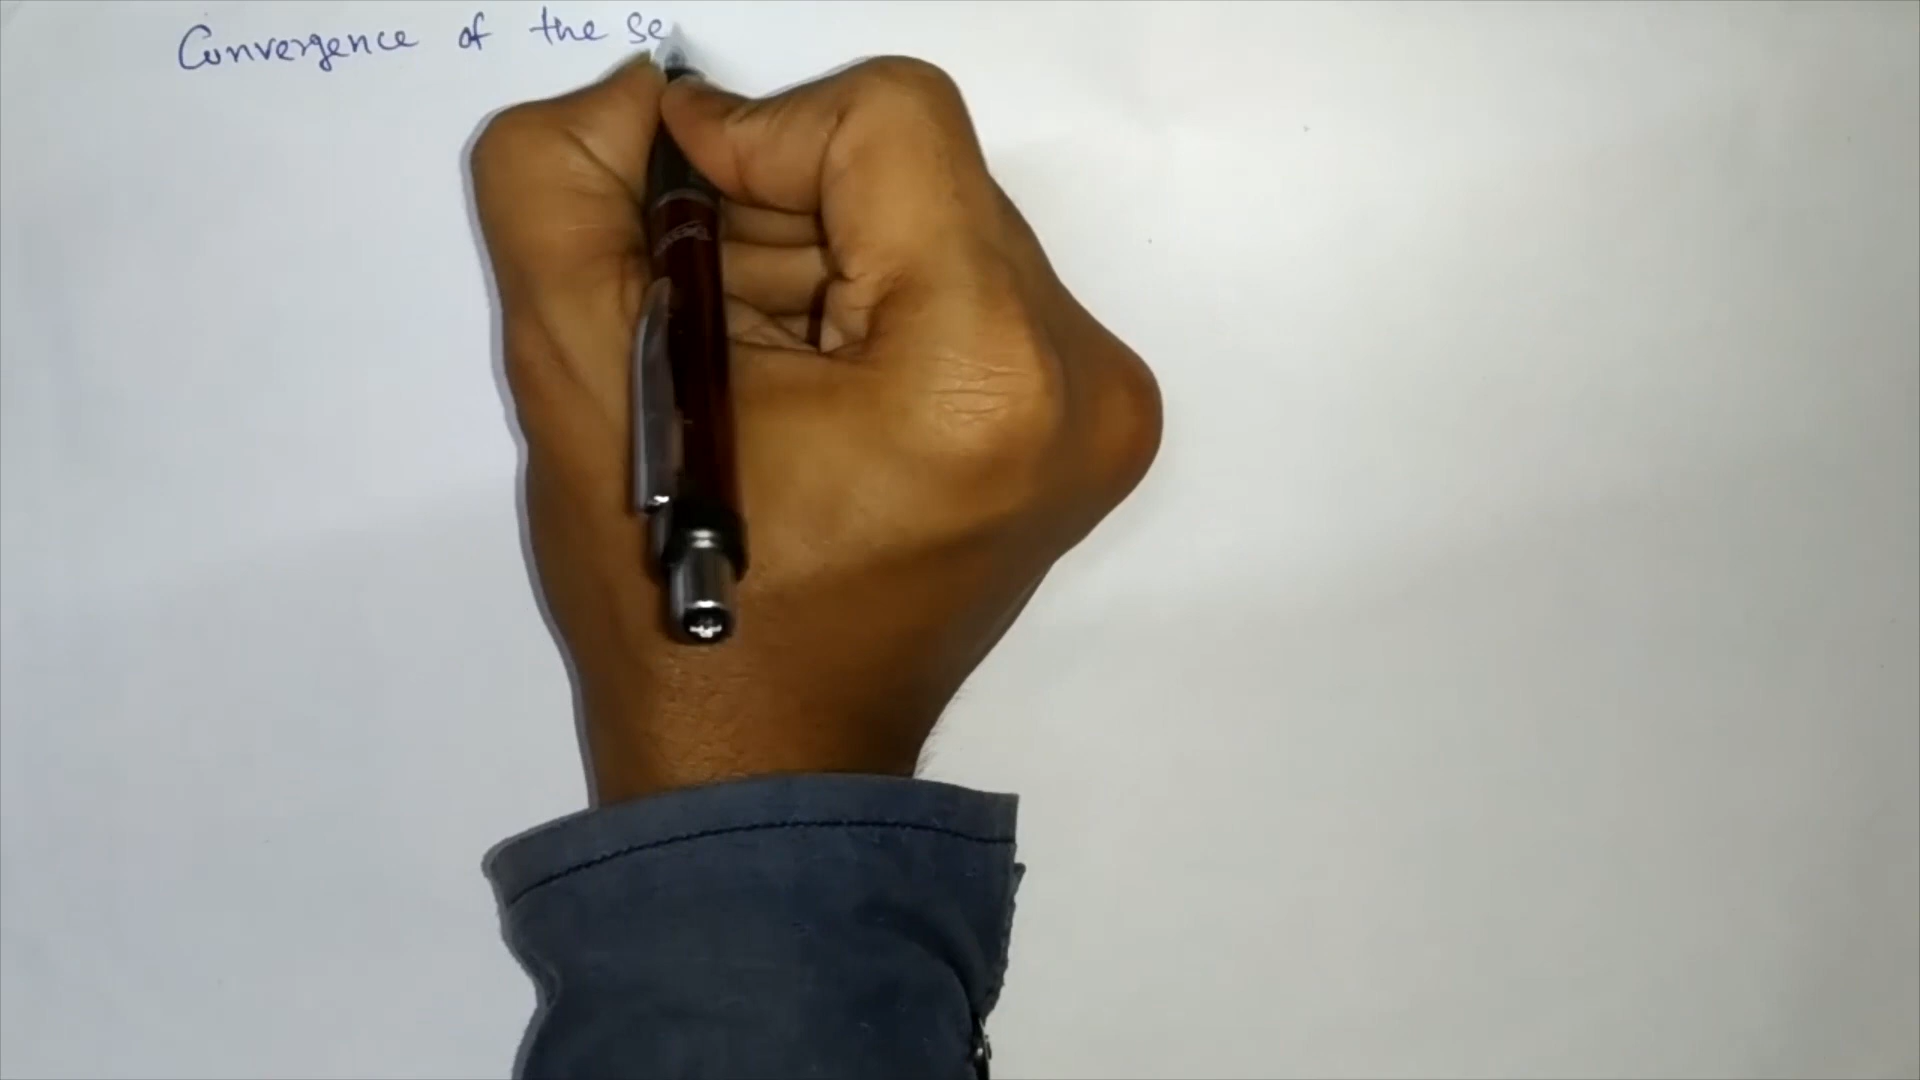 Convergence of the se